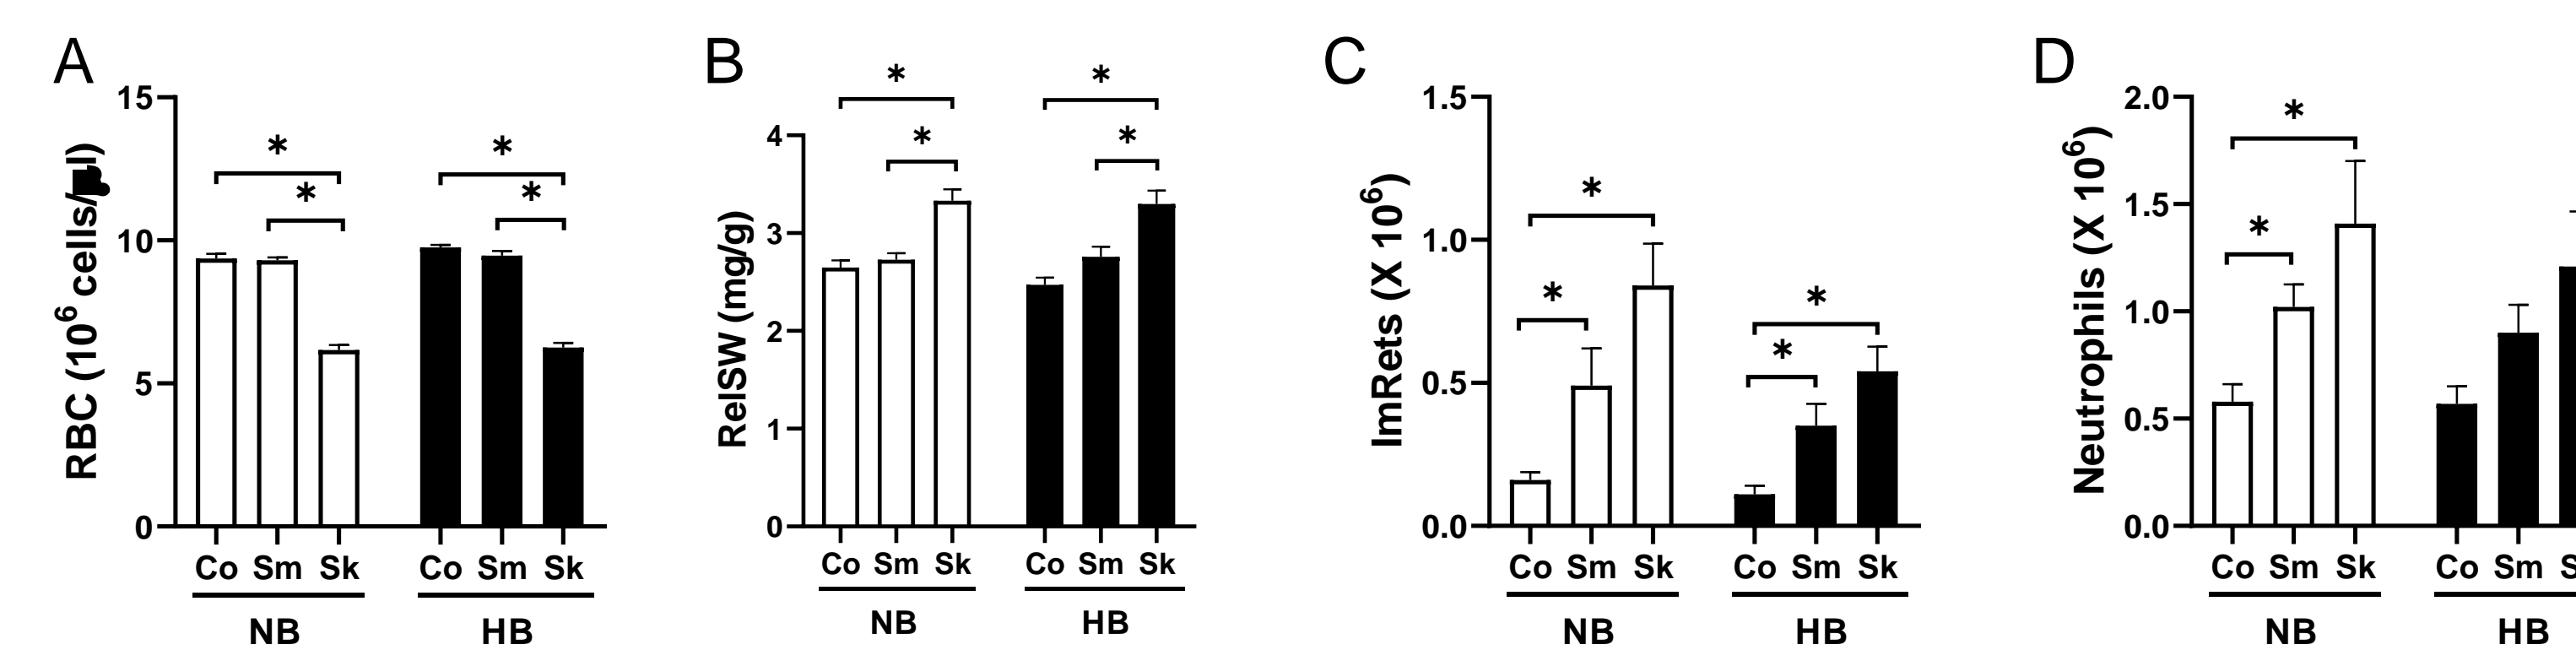 A
RBC (10⁶ cells/µl)
15
10
5
0
*
*
*
*
Co Sm Sk
Co Sm Sk
NB
HB
B
RelSW (mg/g)
4
3
2
1
0
*
*
*
*
Co Sm Sk
Co Sm Sk
NB
HB
C
ImRets (X 10⁶)
1.5
1.0
0.5
0.0
*
*
*
*
Co Sm Sk
Co Sm Sk
NB
HB
D
Neutrophils (X 10⁶)
2.0
1.5
1.0
0.5
0.0
*
*
Co Sm Sk
Co Sm
NB
HB